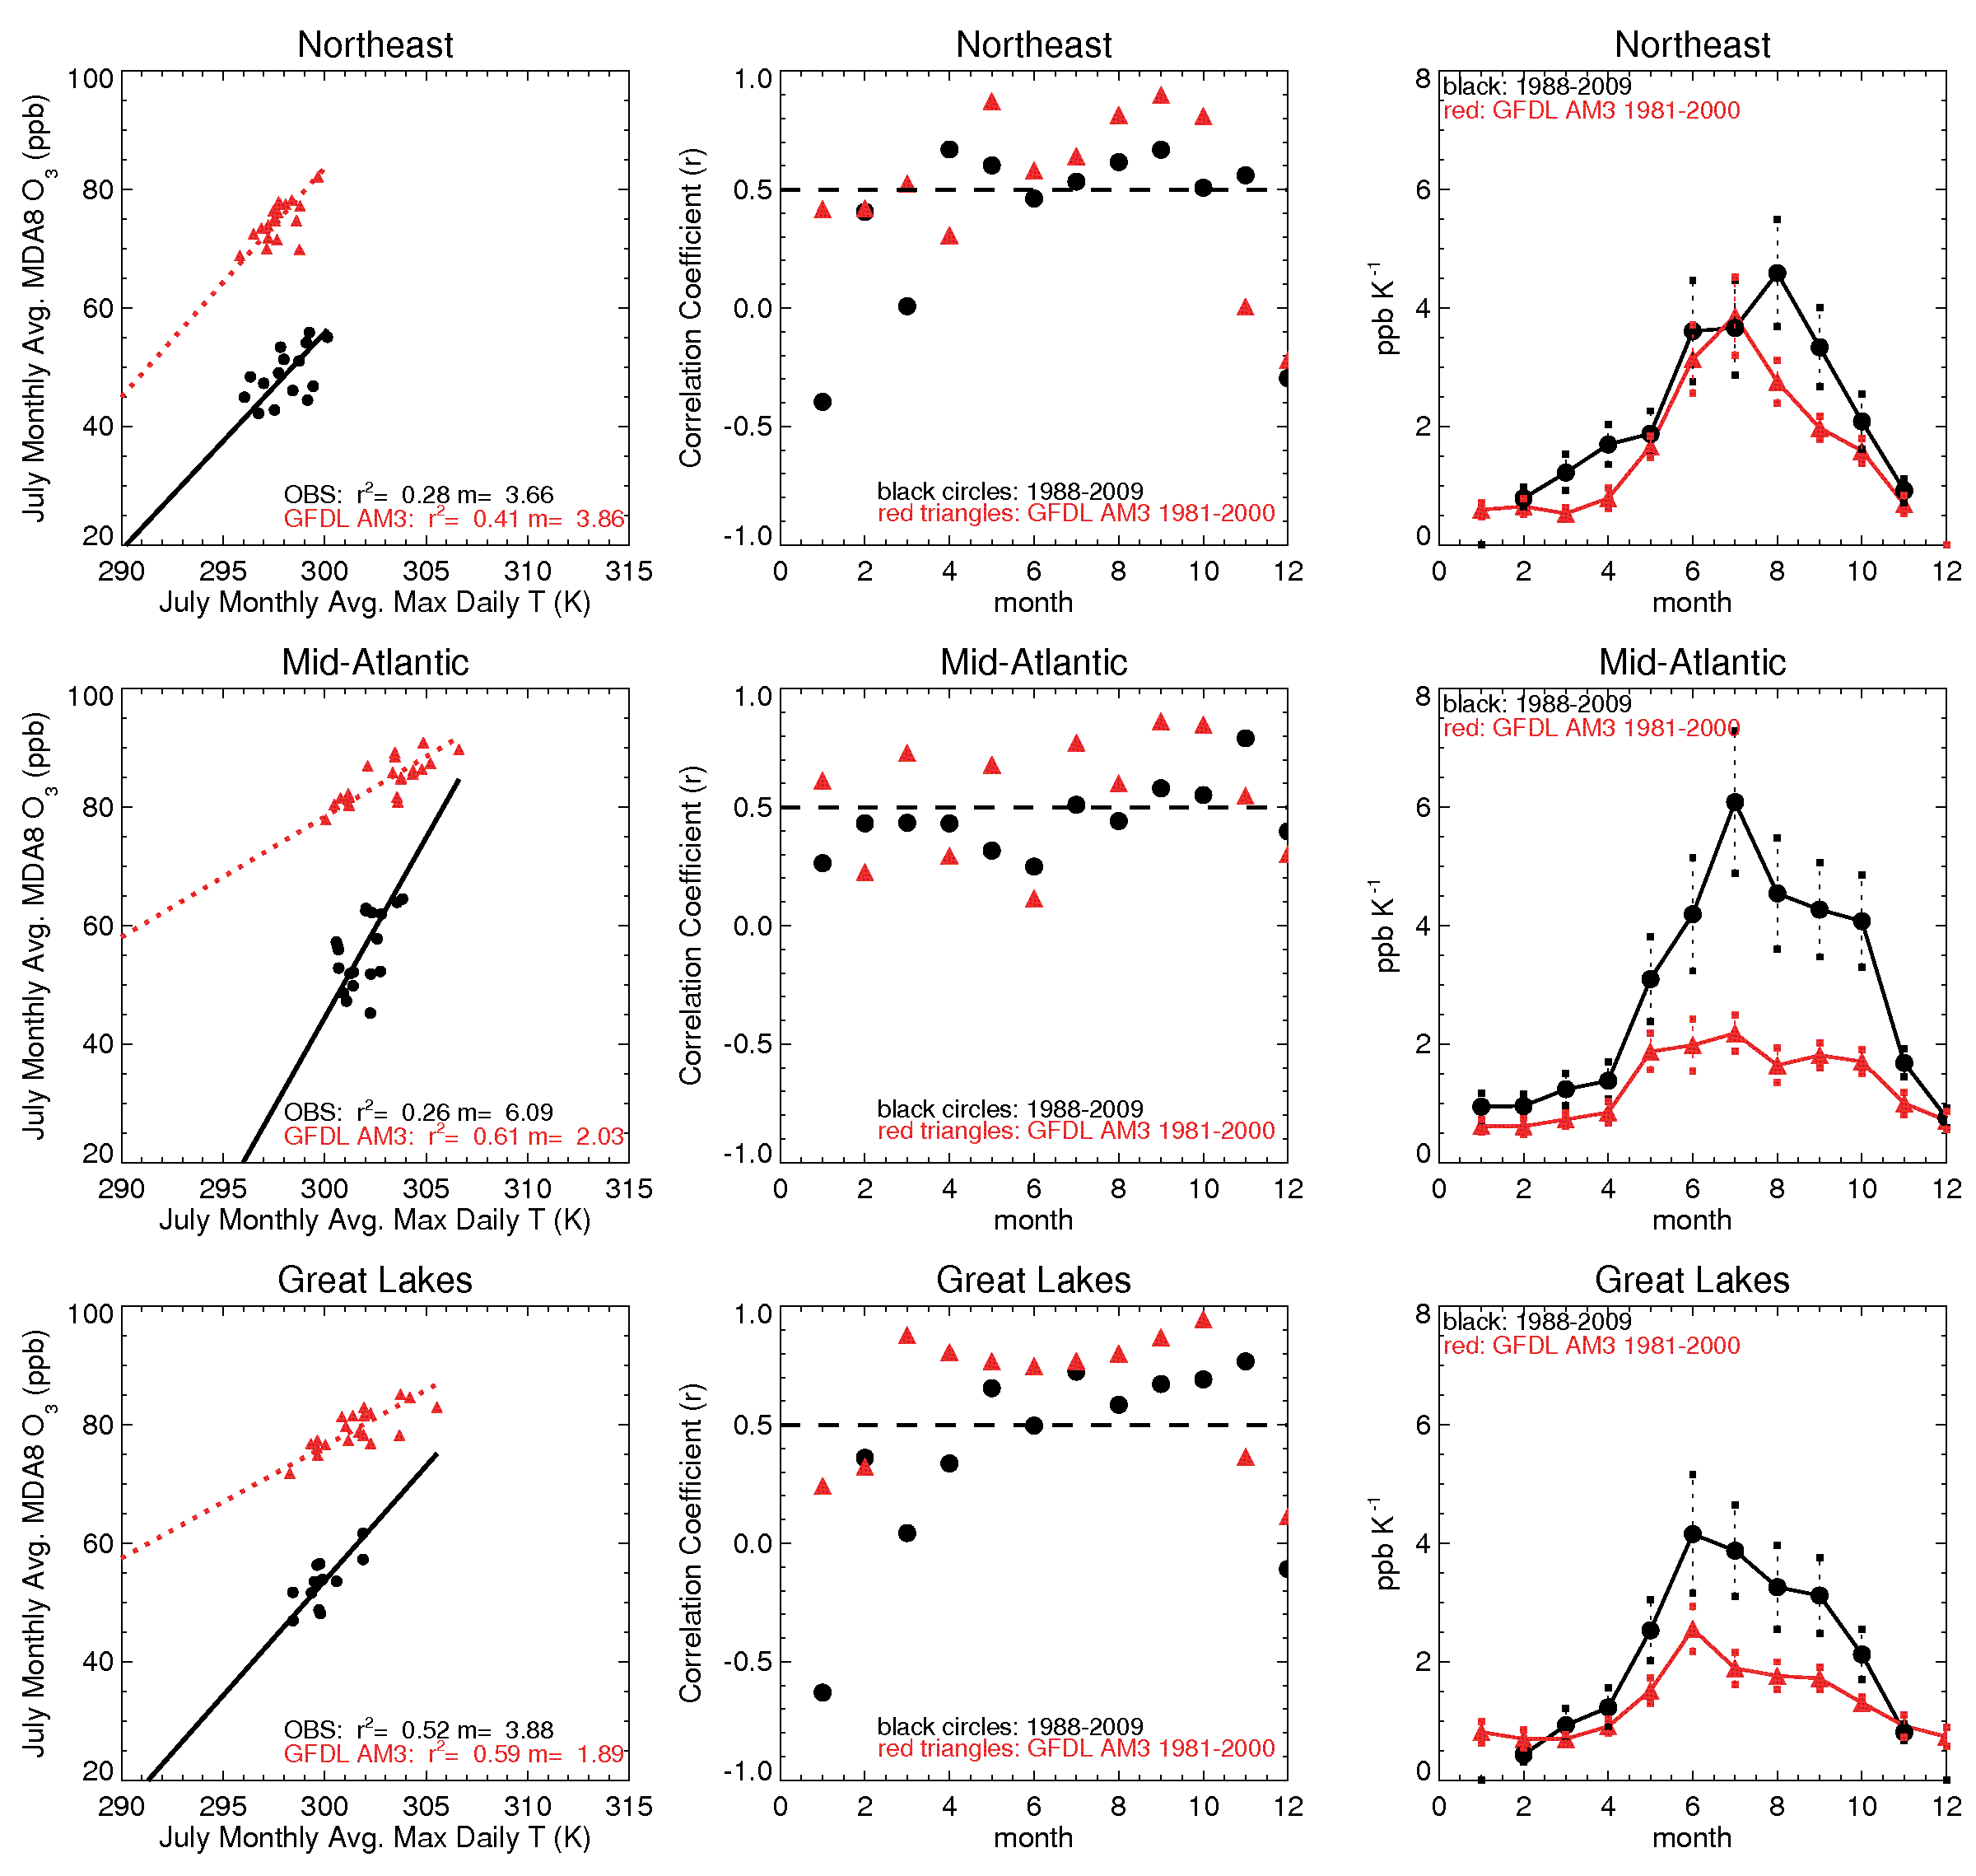 Northeast
100
80
60
40
20
July Monthly Avg. MDA8 O3 (ppb)
OBS: r2= 0.28 m= 3.66
GFDL AM3: r2= 0.41 m= 3.86
290 295 300 305 310 315
July Monthly Avg. Max Daily T (K)
Northeast
1.0
0.5
0.0
-0.5
-1.0
Correlation Coefficient (r)
black circles: 1988-2009
red triangles: GFDL AM3 1981-2000
0 2 4 6 8 10 12
month
Northeast
black: 1988-2009
red: GFDL AM3 1981-2000
8
6
4
2
0
ppb K-1
0 2 4 6 8 10 12
month
Mid-Atlantic
100
80
60
40
20
July Monthly Avg. MDA8 O3 (ppb)
OBS: r2= 0.26 m= 6.09
GFDL AM3: r2= 0.61 m= 2.03
290 295 300 305 310 315
July Monthly Avg. Max Daily T (K)
Mid-Atlantic
1.0
0.5
0.0
-0.5
-1.0
Correlation Coefficient (r)
black circles: 1988-2009
red triangles: GFDL AM3 1981-2000
0 2 4 6 8 10 12
month
Mid-Atlantic
black: 1988-2009
red: GFDL AM3 1981-2000
8
6
4
2
0
ppb K-1
0 2 4 6 8 10 12
month
Great Lakes
100
80
60
40
20
July Monthly Avg. MDA8 O3 (ppb)
OBS: r2= 0.52 m= 3.88
GFDL AM3: r2= 0.59 m= 1.89
290 295 300 305 310 315
July Monthly Avg. Max Daily T (K)
Great Lakes
1.0
0.5
0.0
-0.5
-1.0
Correlation Coefficient (r)
black circles: 1988-2009
red triangles: GFDL AM3 1981-2000
0 2 4 6 8 10 12
month
Great Lakes
black: 1988-2009
red: GFDL AM3 1981-2000
8
6
4
2
0
ppb K-1
0 2 4 6 8 10 12
month